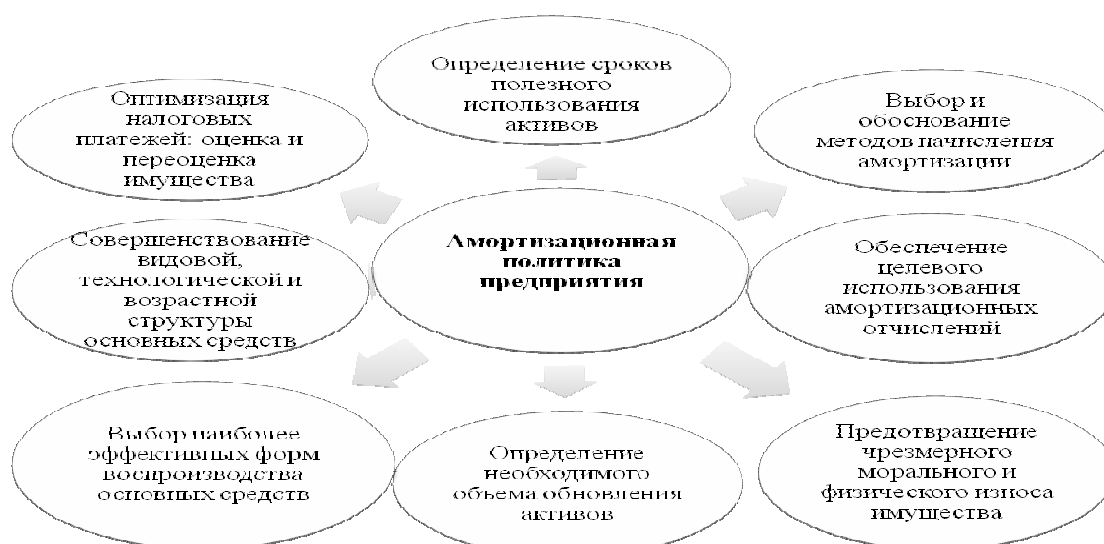 Определение сроков
полезного
использования
активов
Оптимизация
налоговых
платежей: оценка и
переоценка
имущества
Выбор и
обоснование
методов начисления
амортизации
Совершенствование
видовой,
технологической и
возрастной
структуры
основных средств
Амортизационная
политика
предприятия
Обеспечение
целевого
использования
амортизационных
отчислений
Выбор наиболее
эффективных форм
воспроизводства
основных средств
Определение
необходимого
объема обновления
активов
Предотвращение
чрезмерного
морального и
физического износа
имущества